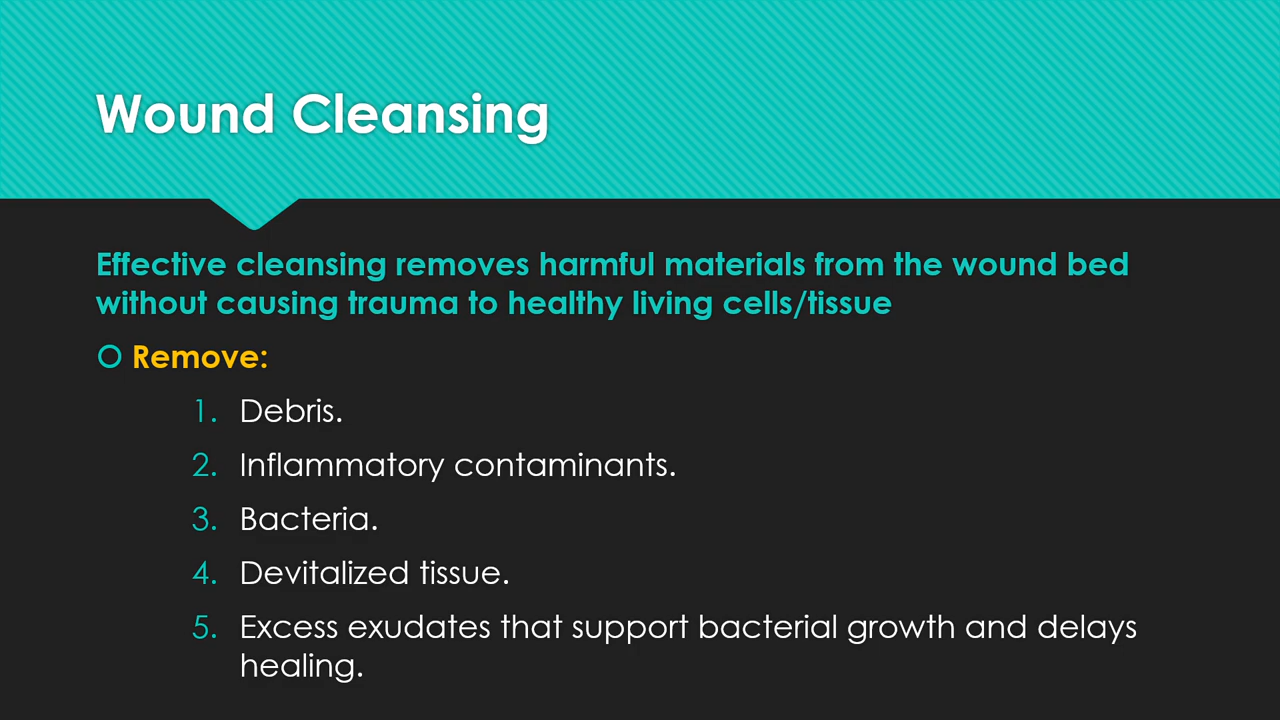 Wound Cleansing
Effective cleansing removes harmful materials from the wound bed
without causing trauma to healthy living cells/tissue
Remove:
1. Debris.
2. Inflammatory contaminants.
3. Bacteria.
4. Devitalized tissue.
5. Excess exudates that support bacterial growth and delays
healing.